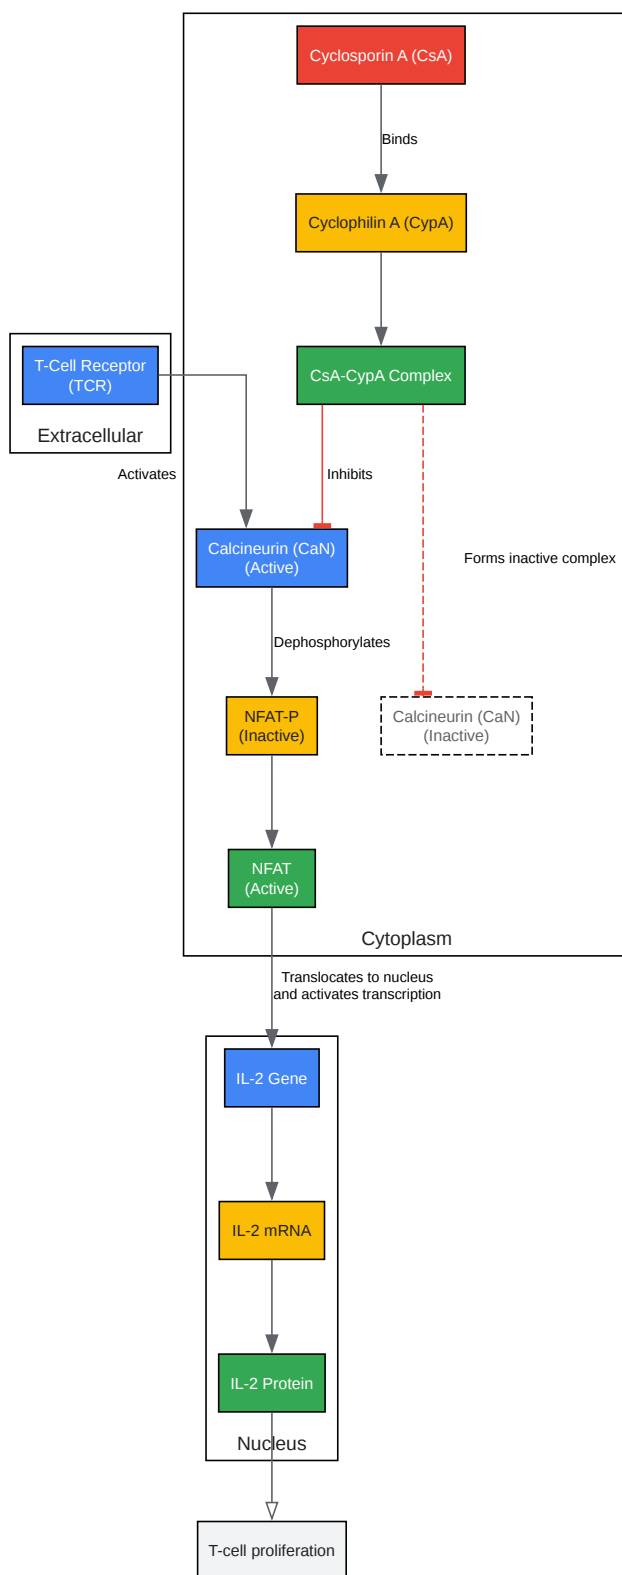 Cyclosporin A (CsA)
Binds
Cyclophilin A (CypA)
T-Cell Receptor
(TCR)
Extracellular
CsA-CypA Complex
Activates
Inhibits
Calcineurin (CaN)
(Active)
Forms inactive complex
Dephosphorylates
NFAT-P
(Inactive)
Calcineurin (CaN)
(Inactive)
NFAT
(Active)
Cytoplasm
Translocates to nucleus
and activates transcription
IL-2 Gene
IL-2 mRNA
IL-2 Protein
Nucleus
T-cell proliferation